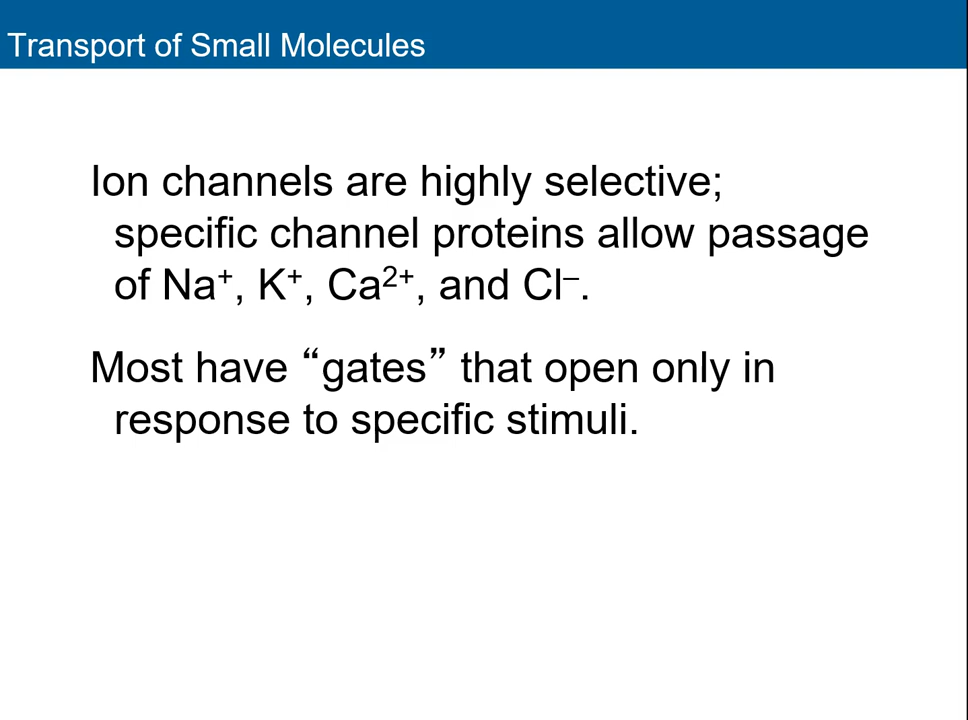 Transport of Small Molecules
Ion channels are highly selective;
specific channel proteins allow passage
of Na⁺, K⁺, Ca²⁺, and Cl⁻.
Most have “gates” that open only in
response to specific stimuli.